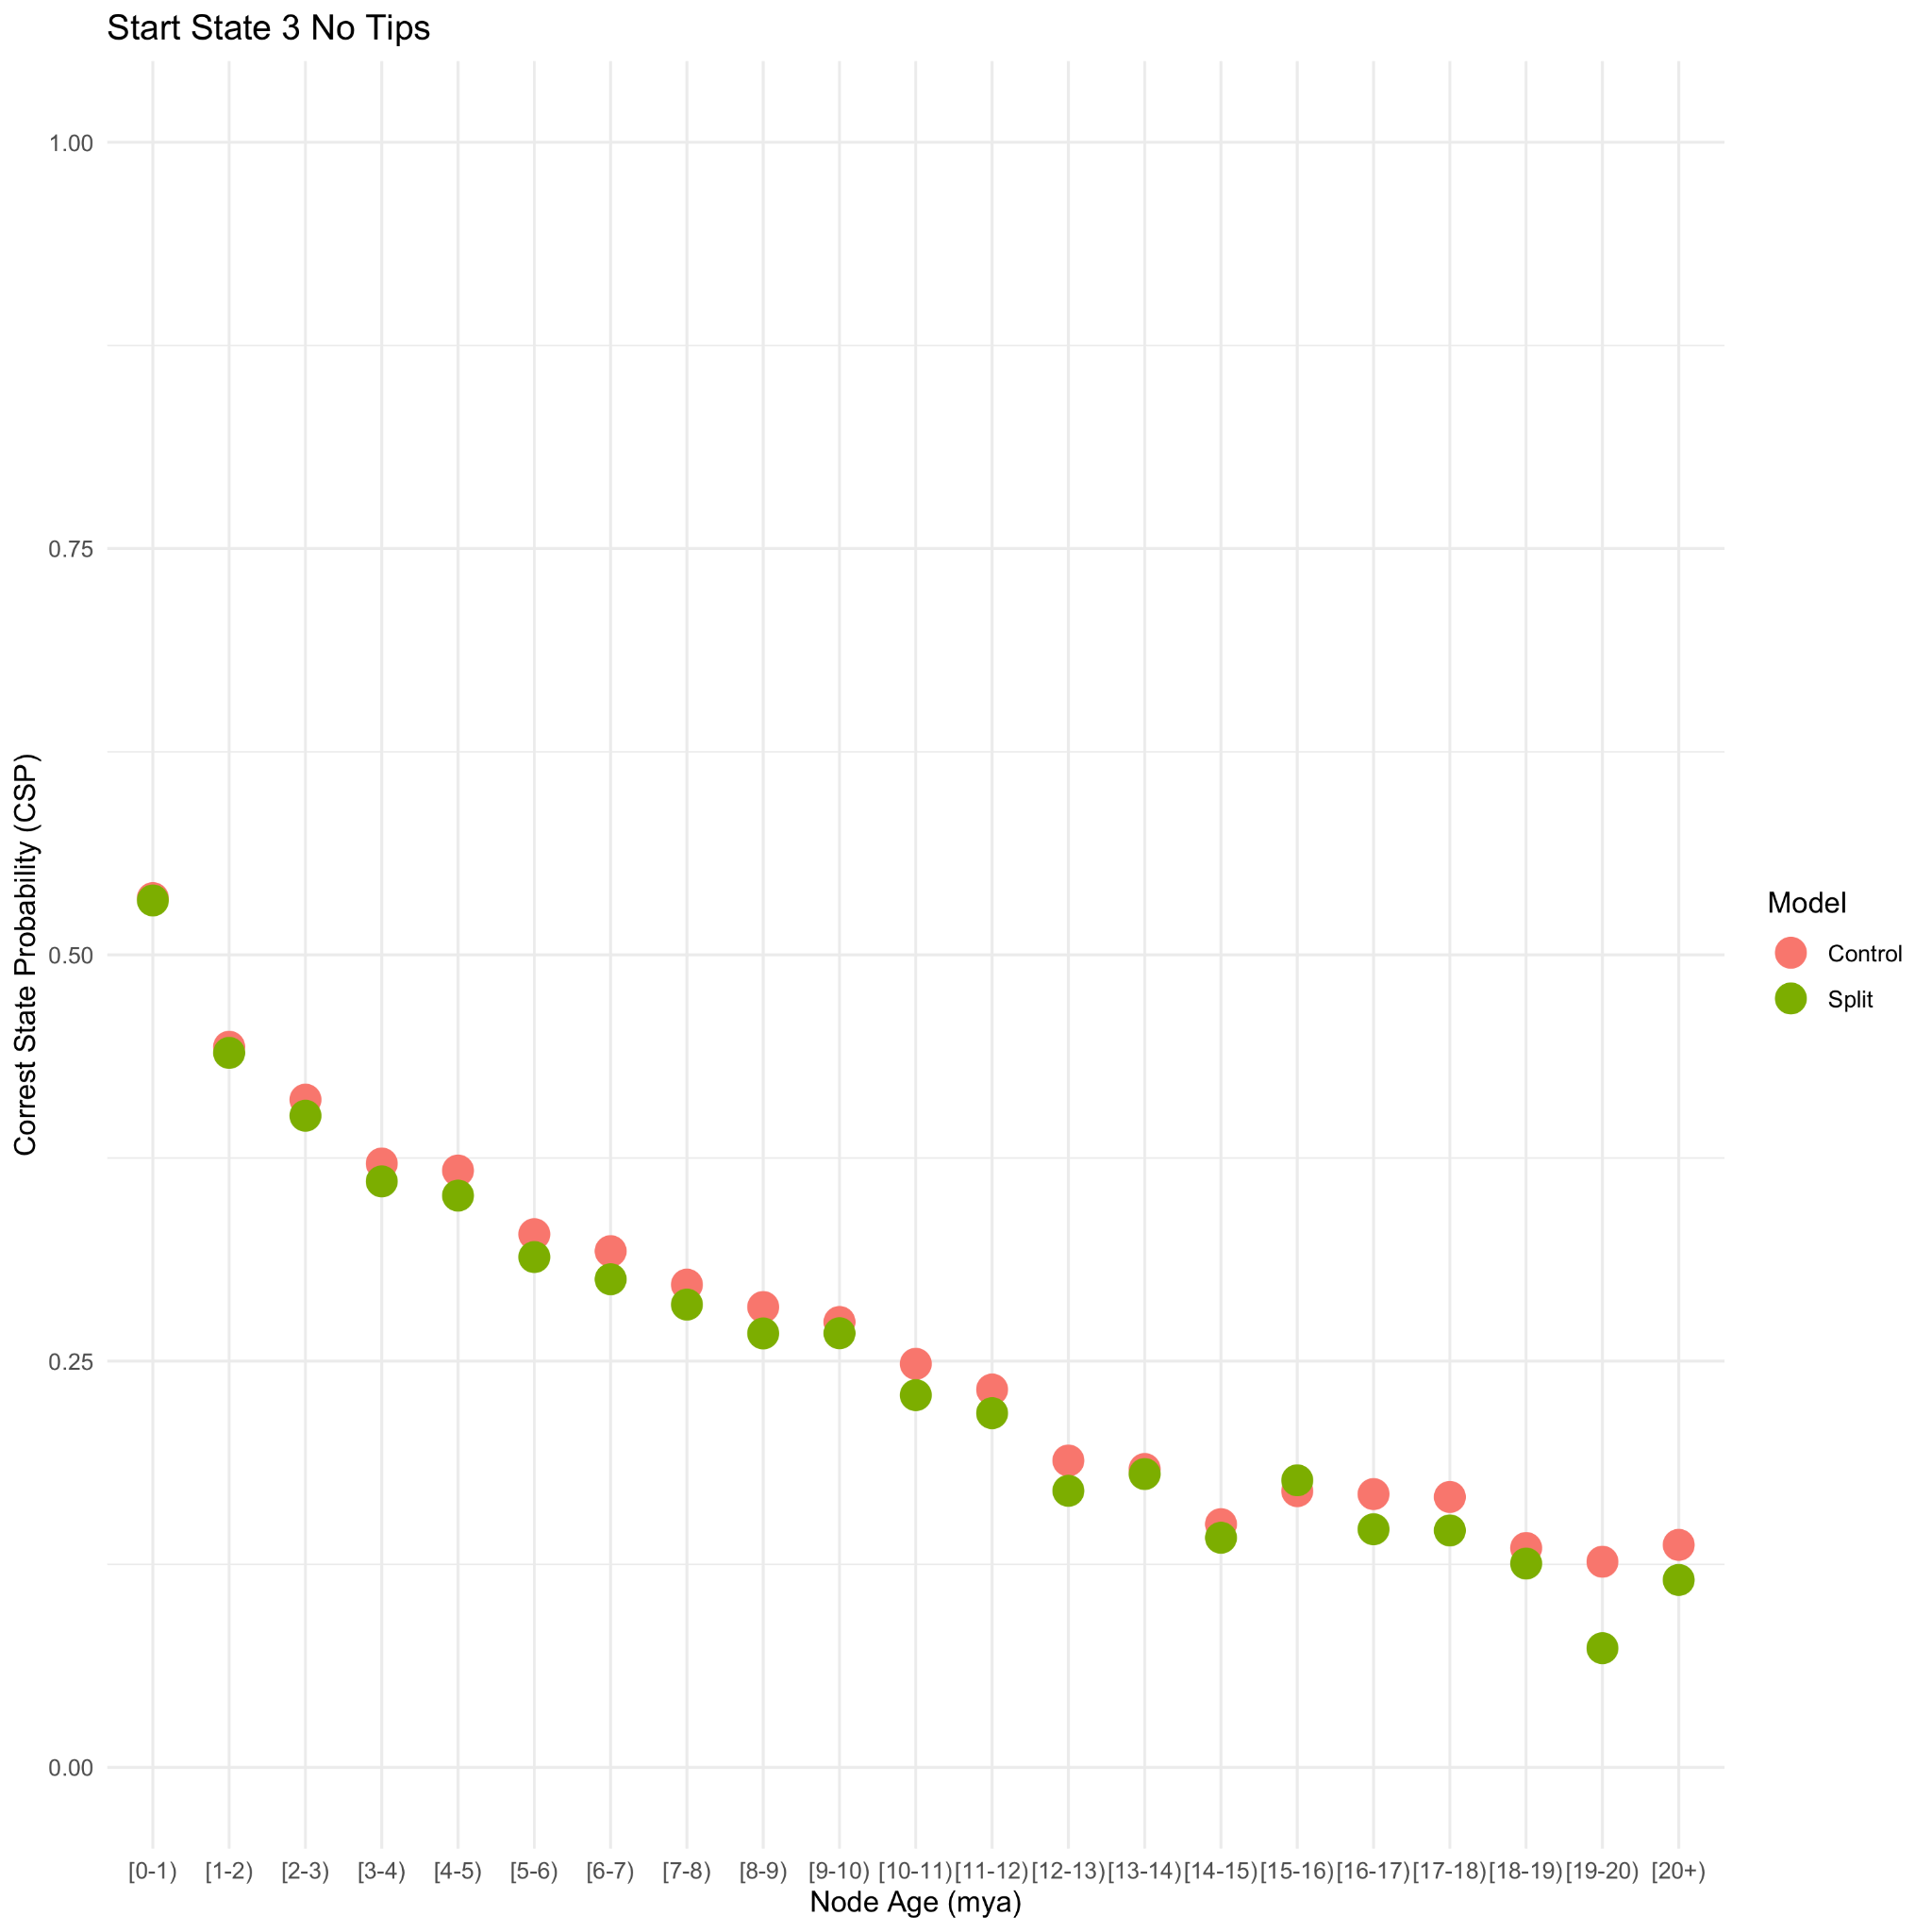 Start State 3 No Tips
1.00
0.75
0.50
0.25
0.00
Correst State Probability (CSP)
[0-1) [1-2) [2-3) [3-4) [4-5) [5-6) [6-7) [7-8) [8-9) [9-10) [10-11) [11-12) [12-13) [13-14) [14-15) [15-16) [16-17) [17-18) [18-19) [19-20) [20+)
Node Age (mya)
Model
Control
Split